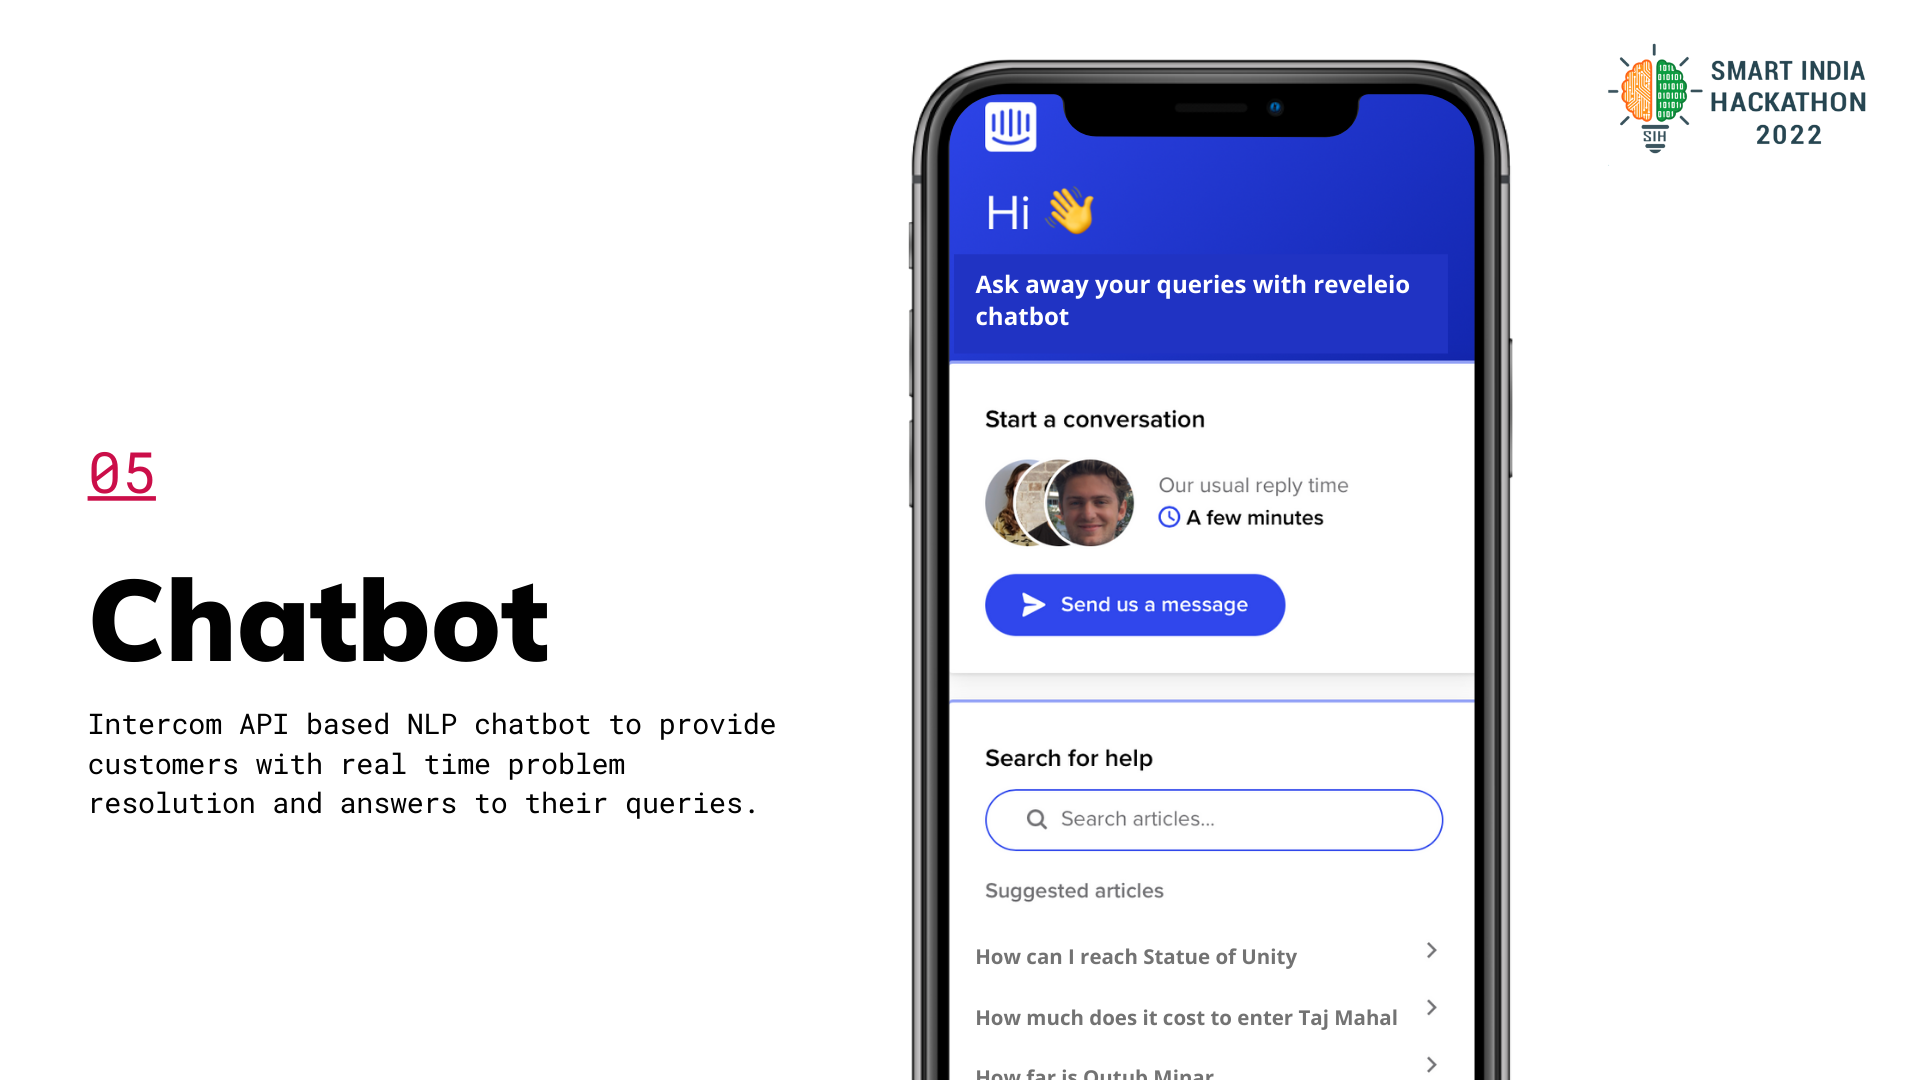 SMART INDIA
HACKATHON
2022
SIH
05
Chatbot
Intercom API based NLP chatbot to provide
customers with real time problem
resolution and answers to their queries.
Hi 👋
Ask away your queries with reveleio
chatbot
Start a conversation
Our usual reply time
A few minutes
Send us a message
Search for help
Search articles...
Suggested articles
How can I reach Statue of Unity
How much does it cost to enter Taj Mahal
How far is Qutub Minar